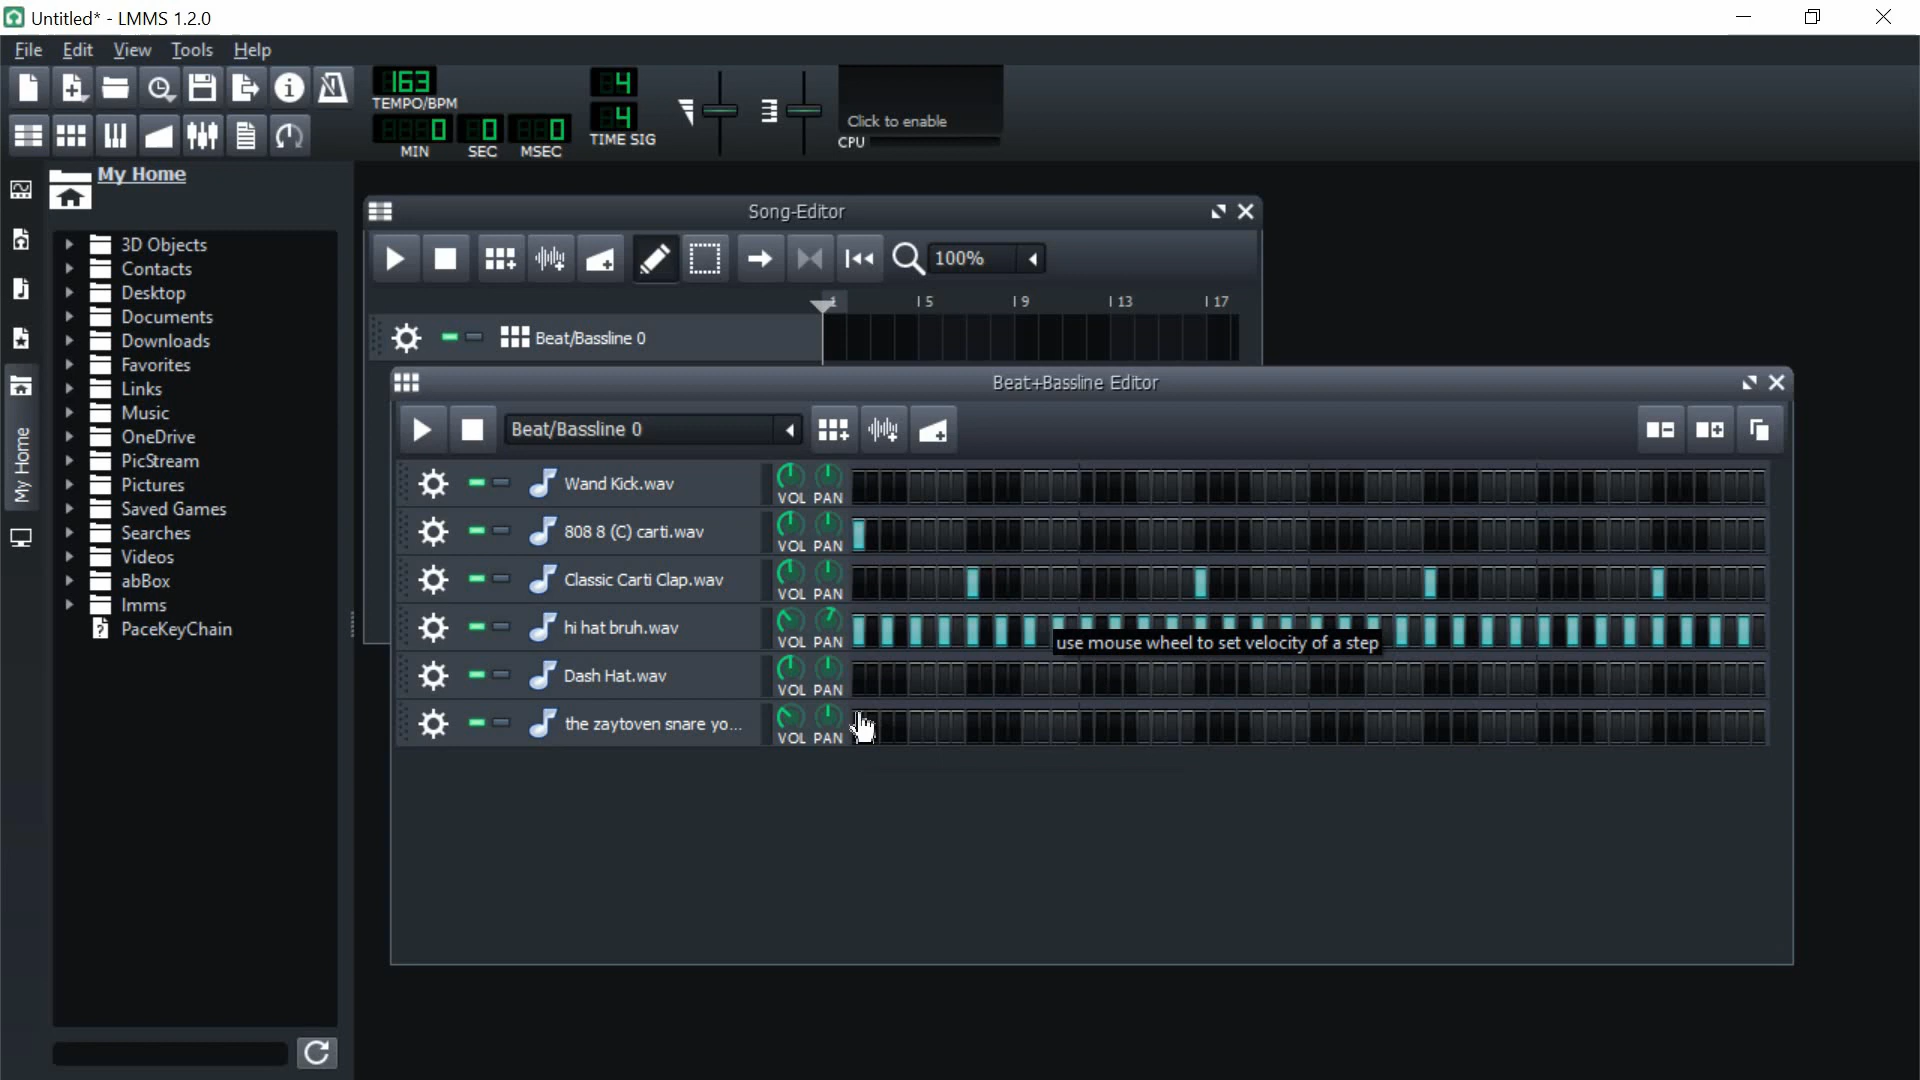 Untitled* - LMMS 1.2.0
File Edit View Tools Help
163
TEMPO/BPM
0 0 0
MIN SEC MSEC
4
4
TIME SIG
Click to enable
CPU
My Home
My Home
3D Objects
Contacts
Desktop
Documents
Downloads
Favorites
Links
Music
OneDrive
PicStream
Pictures
Saved Games
Searches
Videos
abBox
lmms
PaceKeyChain
Song-Editor
100%
1 5 9 13 17
Beat/Bassline 0
Beat+Bassline Editor
Beat/Bassline 0
Wand Kick.wav VOL PAN
808 8 (C) carti.wav VOL PAN
Classic Carti Clap.wav VOL PAN
hi hat bruh.wav VOL PAN
use mouse wheel to set velocity of a step
Dash Hat.wav VOL PAN
the zaytoven snare yo... VOL PAN